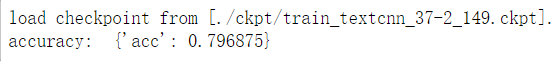 load checkpoint from [./ckpt/train_textcnn_37-2_149.ckpt].
accuracy:  {'acc': 0.796875}